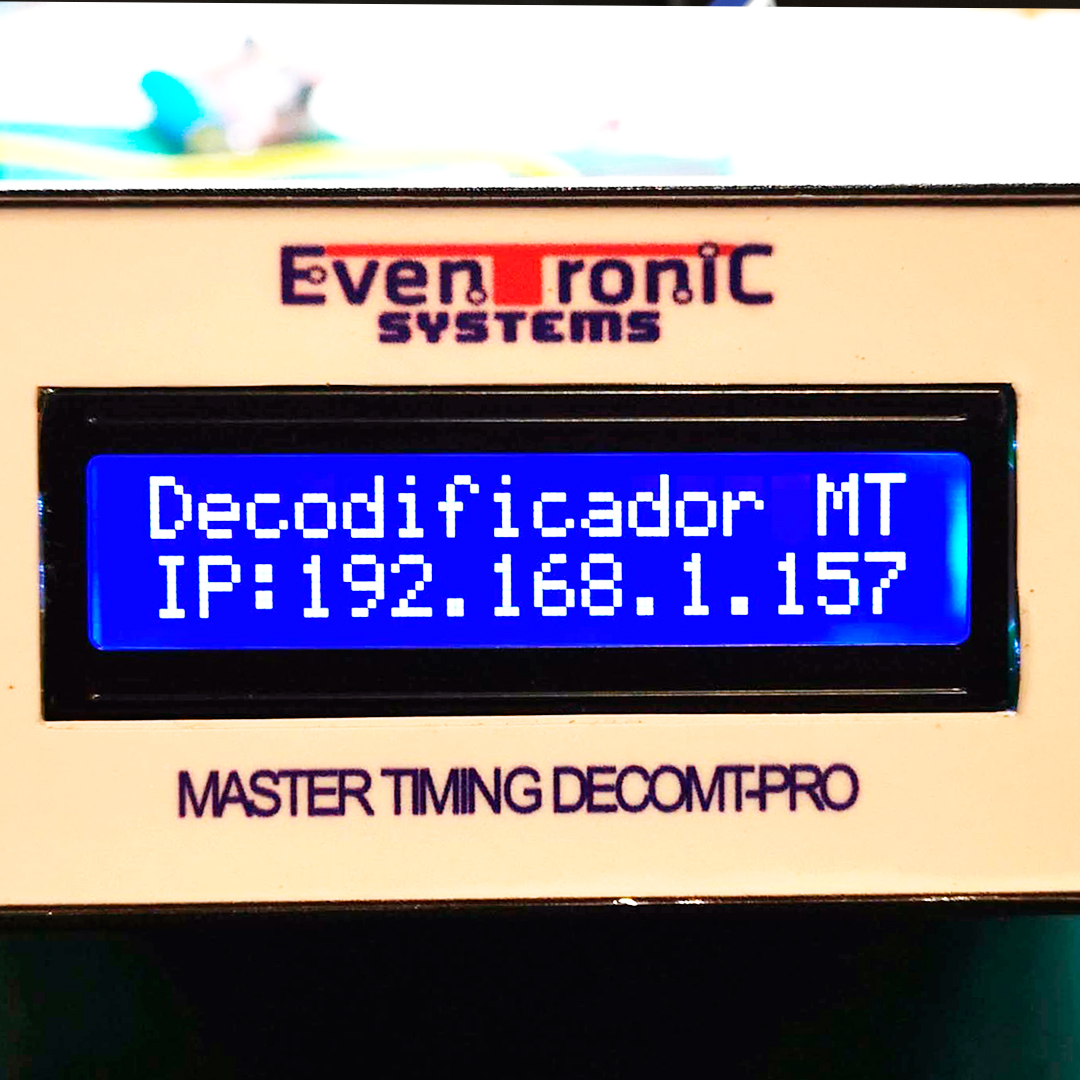 EvenTroniC
SYSTEMS
Decodificador MT
IP:192.168.1.157
MASTER TIMING DECOMT-PRO